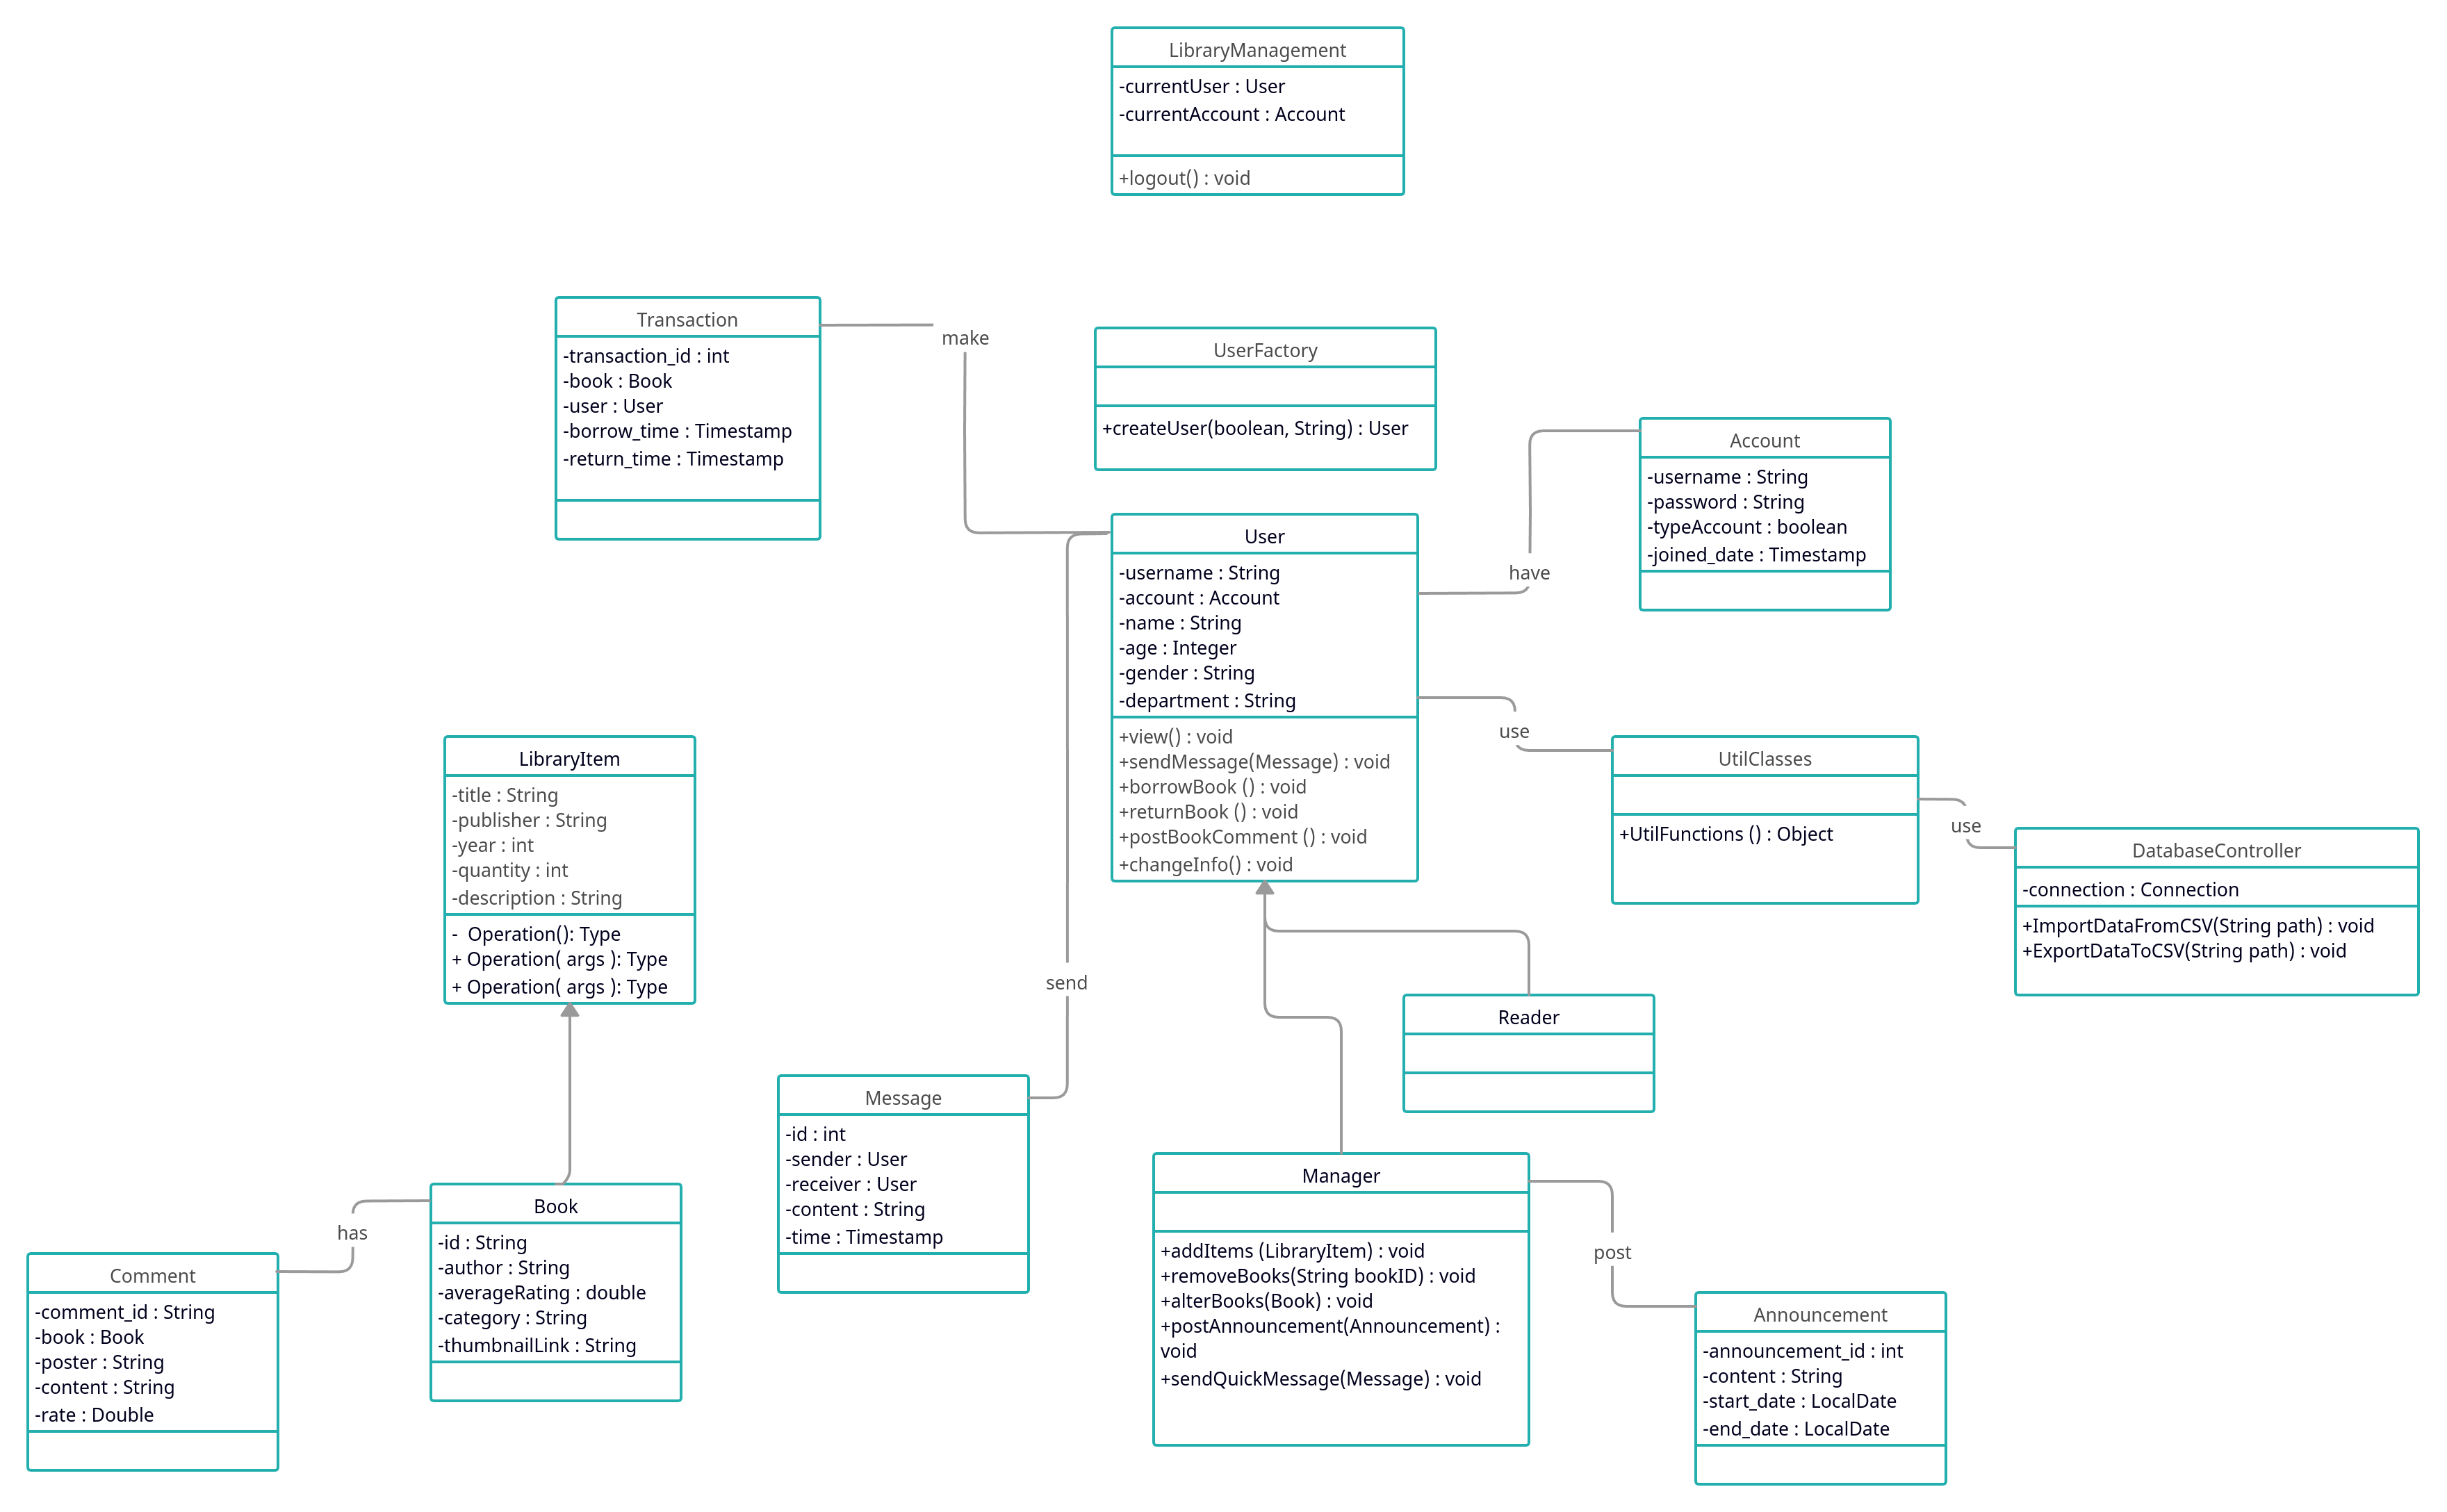 LibraryManagement
-currentUser : User
-currentAccount : Account
+logout() : void
Transaction
-transaction_id : int
-book : Book
-user : User
-borrow_time : Timestamp
-return_time : Timestamp
make
UserFactory
+createUser(boolean, String) : User
Account
-username : String
-password : String
-typeAccount : boolean
-joined_date : Timestamp
have
User
-username : String
-account : Account
-name : String
-age : Integer
-gender : String
-department : String
+view() : void
+sendMessage(Message) : void
+borrowBook () : void
+returnBook () : void
+postBookComment () : void
+changeInfo() : void
use
UtilClasses
+UtilFunctions () : Object
use
DatabaseController
-connection : Connection
+ImportDataFromCSV(String path) : void
+ExportDataToCSV(String path) : void
LibraryItem
-title : String
-publisher : String
-year : int
-quantity : int
-description : String
-  Operation(): Type
+ Operation( args ): Type
+ Operation( args ): Type
send
Reader
Message
-id : int
-sender : User
-receiver : User
-content : String
-time : Timestamp
Manager
+addItems (LibraryItem) : void
+removeBooks(String bookID) : void
+alterBooks(Book) : void
+postAnnouncement(Announcement) :
void
+sendQuickMessage(Message) : void
post
Announcement
-announcement_id : int
-content : String
-start_date : LocalDate
-end_date : LocalDate
Book
-id : String
-author : String
-averageRating : double
-category : String
-thumbnailLink : String
has
Comment
-comment_id : String
-book : Book
-poster : String
-content : String
-rate : Double